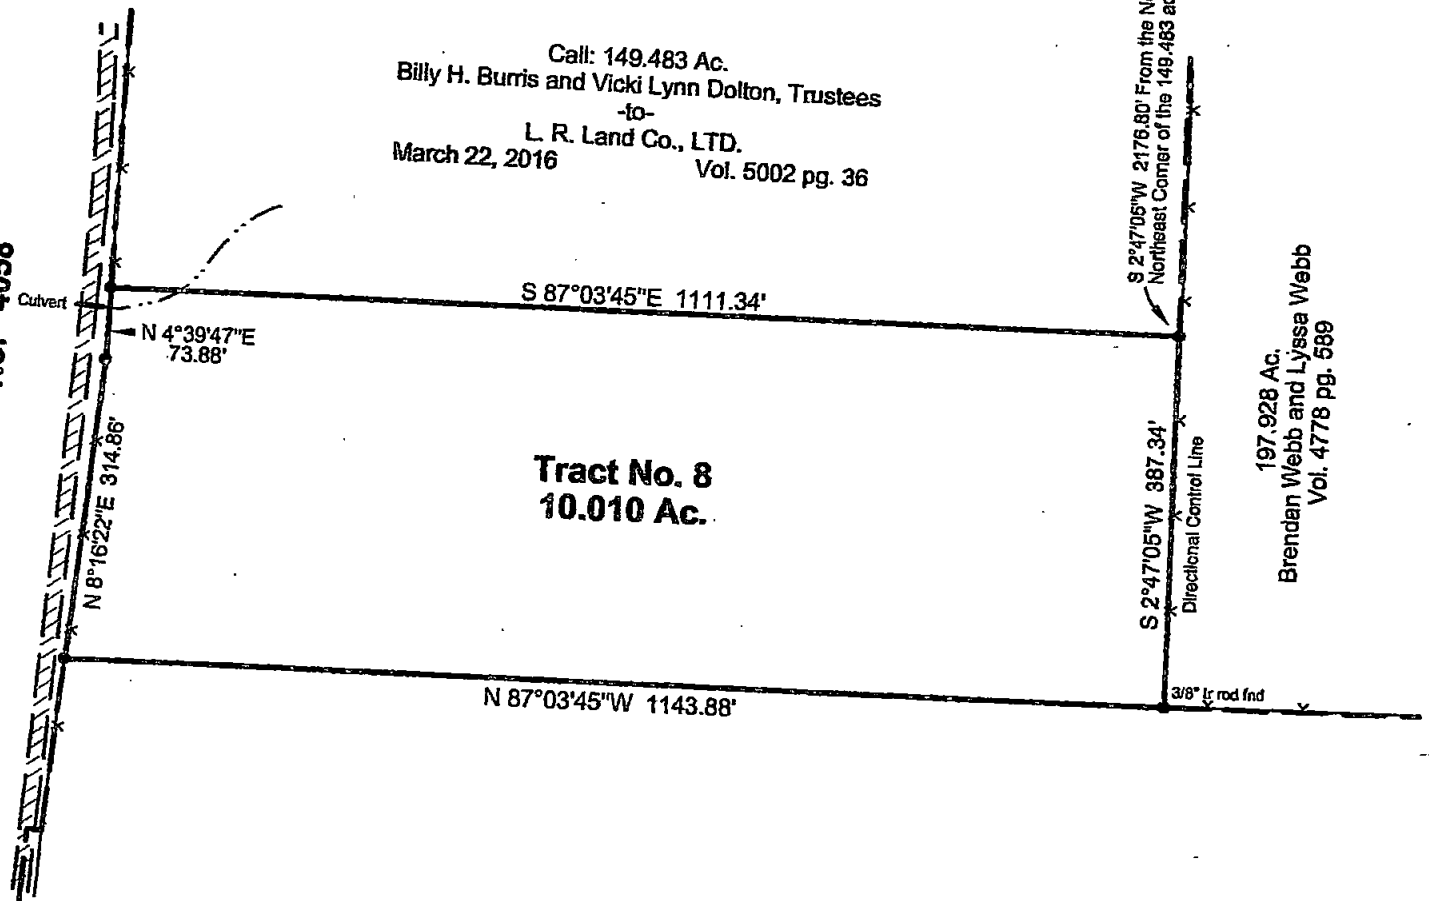 Call: 149.483 Ac.
Billy H. Burris and Vicki Lynn Dolton, Trustees
-to-
L. R. Land Co., LTD.
March 22, 2016 Vol. 5002 pg. 36
S 2°47'05"W 2176.80' From the
Northeast Corner of the 149.483
Culvert
S 87°03'45"E 1111.34'
N 4°39'47"E
73.88'
N 8°16'22"E 314.86'
Tract No. 8
10.010 Ac.
S 2°47'05"W 387.34'
Directional Control Line
197.928 Ac.
Brendan Webb and Lyssa Webb
Vol. 4778 pg. 589
N 87°03'45"W 1143.88'
3/8" Ir rod fnd